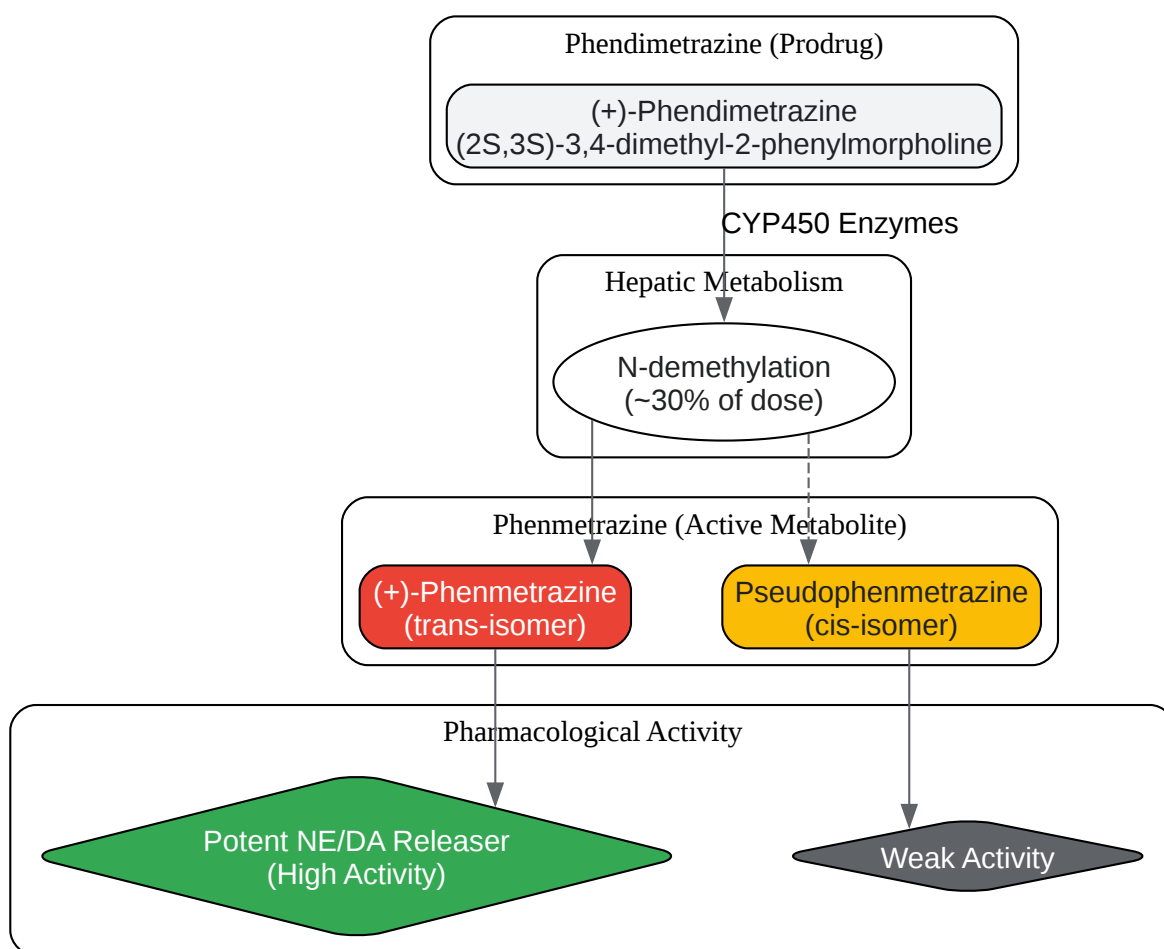 Phendimetrazine (Prodrug)
(+)-Phendimetrazine
(2S,3S)-3,4-dimethyl-2-phenylmorpholine
CYP450 Enzymes
Hepatic Metabolism
N-demethylation
(~30% of dose)
Phenmetrazine (Active Metabolite)
(+)-Phenmetrazine
(trans-isomer)
Pseudophenmetrazine
(cis-isomer)
Pharmacological Activity
Potent NE/DA Releaser
(High Activity)
Weak Activity